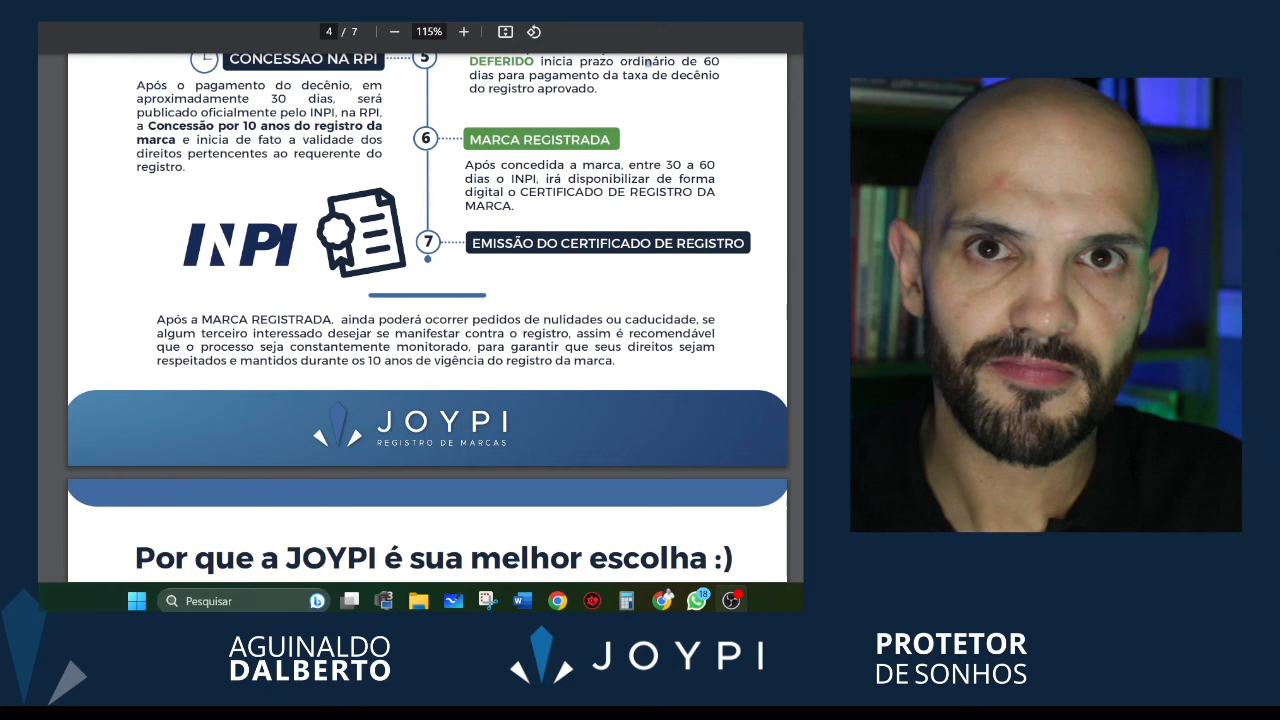 4 / 7
115%
CONCESSÃO NA RPI
5
Após o pagamento do decênio, em
aproximadamente 30 dias, será
publicado oficialmente pelo INPI, na RPI,
a Concessão por 10 anos do registro da
marca e inicia de fato a validade dos
direitos pertencentes ao requerente do
registro.
DEFERIDO inicia prazo ordinário de 60
dias para pagamento da taxa de decênio
do registro aprovado.
6
MARCA REGISTRADA
Após concedida a marca, entre 30 a 60
dias o INPI, irá disponibilizar de forma
digital o CERTIFICADO DE REGISTRO DA
MARCA.
INPI
7
EMISSÃO DO CERTIFICADO DE REGISTRO
Após a MARCA REGISTRADA, ainda poderá ocorrer pedidos de nulidades ou caducidade, se
algum terceiro interessado desejar se manifestar contra o registro, assim é recomendável
que o processo seja constantemente monitorado, para garantir que seus direitos sejam
respeitados e mantidos durante os 10 anos de vigência do registro da marca.
JOYPI
REGISTRO DE MARCAS
Por que a JOYPI é sua melhor escolha :)
Pesquisar
18
AGUINALDO
DALBERTO
JOYPI
PROTETOR
DE SONHOS